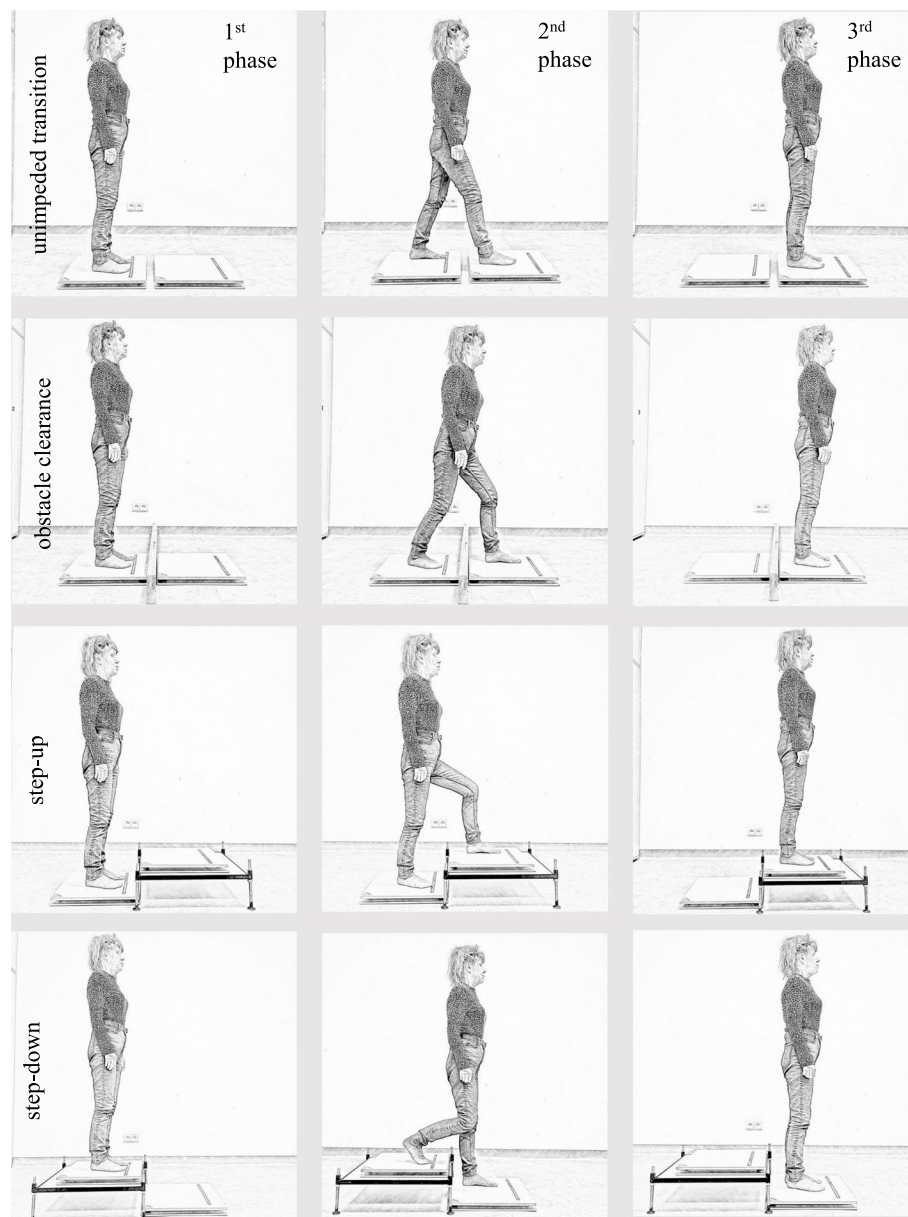 1st
phase
2nd
phase
3rd
phase
unimpeded transition
obstacle clearance
step-up
step-down